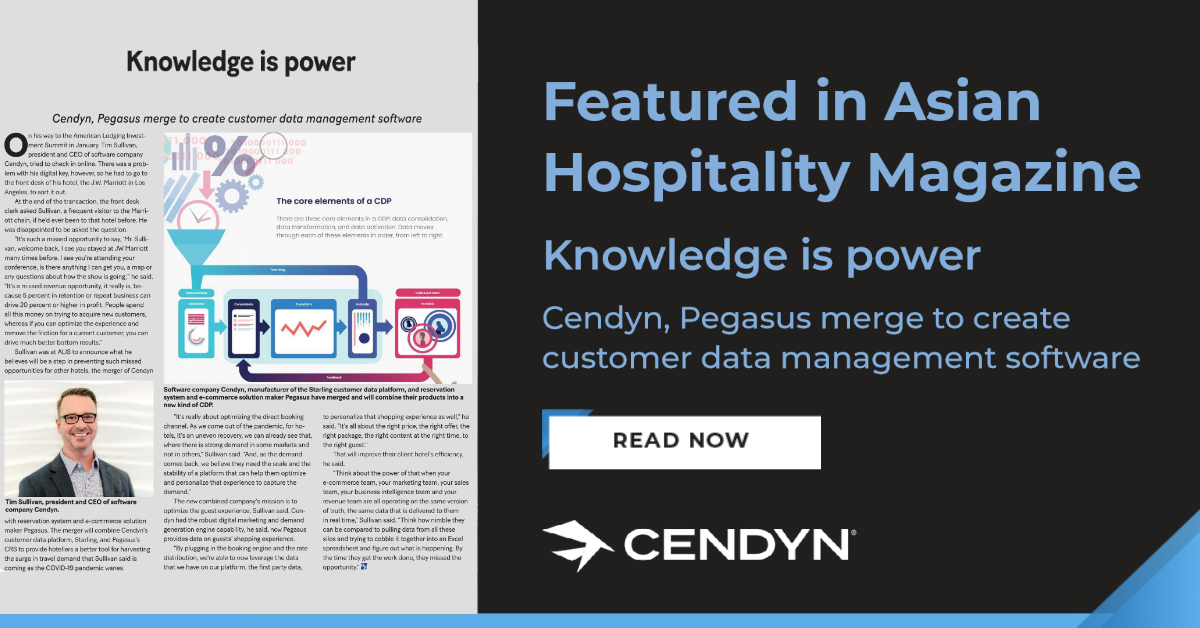 Knowledge is power
Cendyn, Pegasus merge to create customer data management software
On his way to the American Lodging Invest-
ment Summit in January, Tim Sullivan,
president and CEO of software company
Cendyn, tried to check in online. There was a prob-
lem with his digital key, however, so he had to go to
the front desk of his hotel, the J.W. Marriott in Los
Angeles, to sort it out.
At the end of the transaction, the front desk
clerk asked Sullivan, a frequent visitor to the Marri-
ott chain, if he'd ever been to that hotel before. He
was disappointed to be asked the question.
"It's such a missed opportunity to say, 'Mr. Sulli-
van, welcome back, I see you stayed at JW Marriott
many times before. I see you're attending your
conference, is there anything I can get you, a map or
any questions about how the show is going,'" he said.
"It's a missed revenue opportunity, it really is, be-
cause 5 percent in retention or repeat business can
drive 20 percent or higher in profit. People spend
all this money on trying to acquire new customers,
whereas if you can optimize the experience and
remove the friction for a current customer, you can
drive much better bottom results."
Sullivan was at ALIS to announce what he
believes will be a step in preventing such missed
opportunities for other hotels, the merger of Cendyn
Tim Sullivan, president and CEO of software
company Cendyn.
with reservation system and e-commerce solution
maker Pegasus. The merger will combine Cendyn's
customer data platform, Starling, and Pegasus's
CRS to provide hoteliers a better tool for harvesting
the surge in travel demand that Sullivan said is
coming as the COVID-19 pandemic wanes.
%
The core elements of a CDP
There are three core elements in a CDP: data consolidation,
data transformation, and data activation. Data moves
through each of these elements in order, from left to right.
Consolidate
Transform
Activate
Feedback
Software company Cendyn, manufacturer of the Starling customer data platform, and reservation
system and e-commerce solution maker Pegasus have merged and will combine their products into a
new kind of CDP.
"It's really about optimizing the direct booking
channel. As we come out of the pandemic, for ho-
tels, it's an uneven recovery, we can already see that,
where there is strong demand in some markets and
not in others," Sullivan said. "And, as the demand
comes back, we believe they need the scale and the
stability of a platform that can help them optimize
and personalize that experience to capture the
demand."
The new combined company's mission is to
optimize the guest experience, Sullivan said. Cen-
dyn had the robust digital marketing and demand
generation engine capability, he said, now Pegasus
provides data on guests' shopping experience.
"By plugging in the booking engine and the rate
distribution, we're able to now leverage the data
that we have on our platform, the first party data,
to personalize that shopping experience as well," he
said. "It's all about the right price, the right offer, the
right package, the right content at the right time, to
the right guest."
That will improve their client hotel's efficiency,
he said.
"Think about the power of that when your
e-commerce team, your marketing team, your sales
team, your business intelligence team and your
revenue team are all operating on the same version
of truth, the same data that is delivered to them
in real time," Sullivan said. "Think how nimble they
can be compared to pulling data from all these
silos and trying to cobble it together into an Excel
spreadsheet and figure out what is happening. By
the time they get the work done, they missed the
opportunity."
Featured in Asian
Hospitality Magazine
Knowledge is power
Cendyn, Pegasus merge to create
customer data management software
READ NOW
CENDYN®